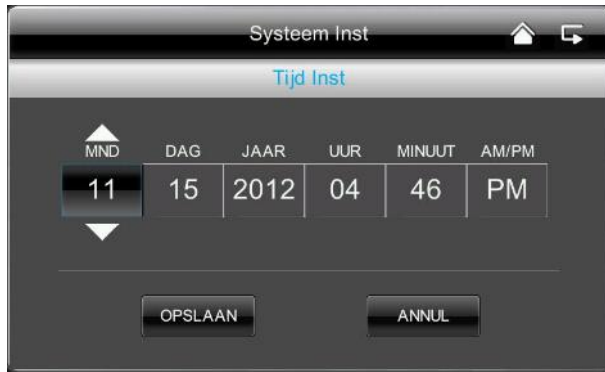 Systeem Inst
Tijd Inst
MND DAG JAAR UUR MINUUT AM/PM
11 15 2012 04 46 PM
OPSLAAN ANNUL